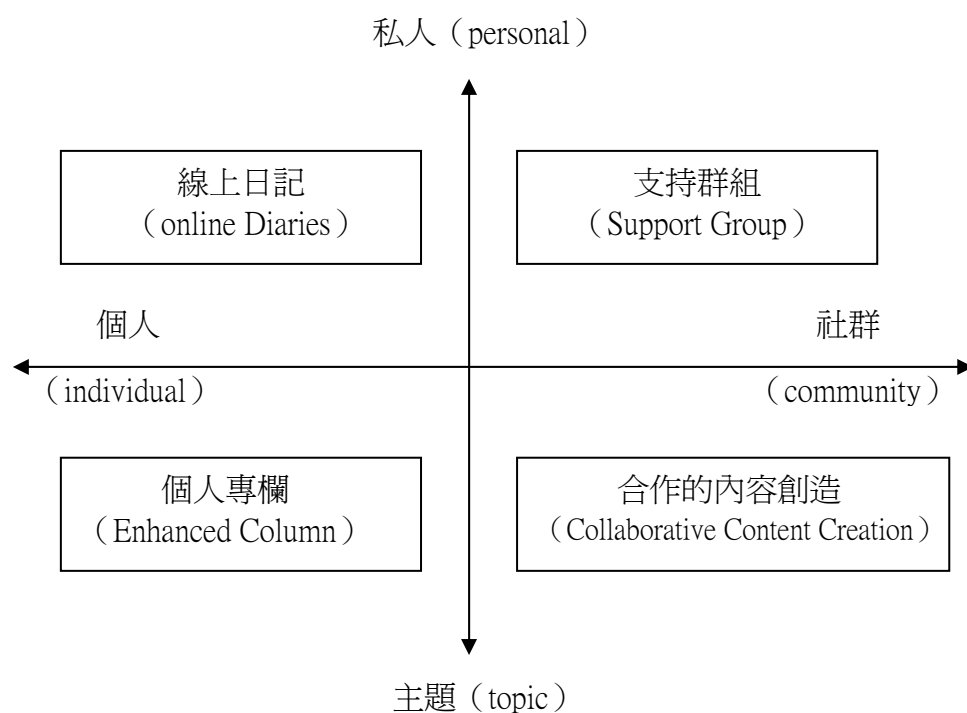 私人（personal）
線上日記
（online Diaries）
支持群組
（Support Group）
個人
社群
（individual）
（community）
個人專欄
（Enhanced Column）
合作的內容創造
（Collaborative Content Creation）
主題（topic）